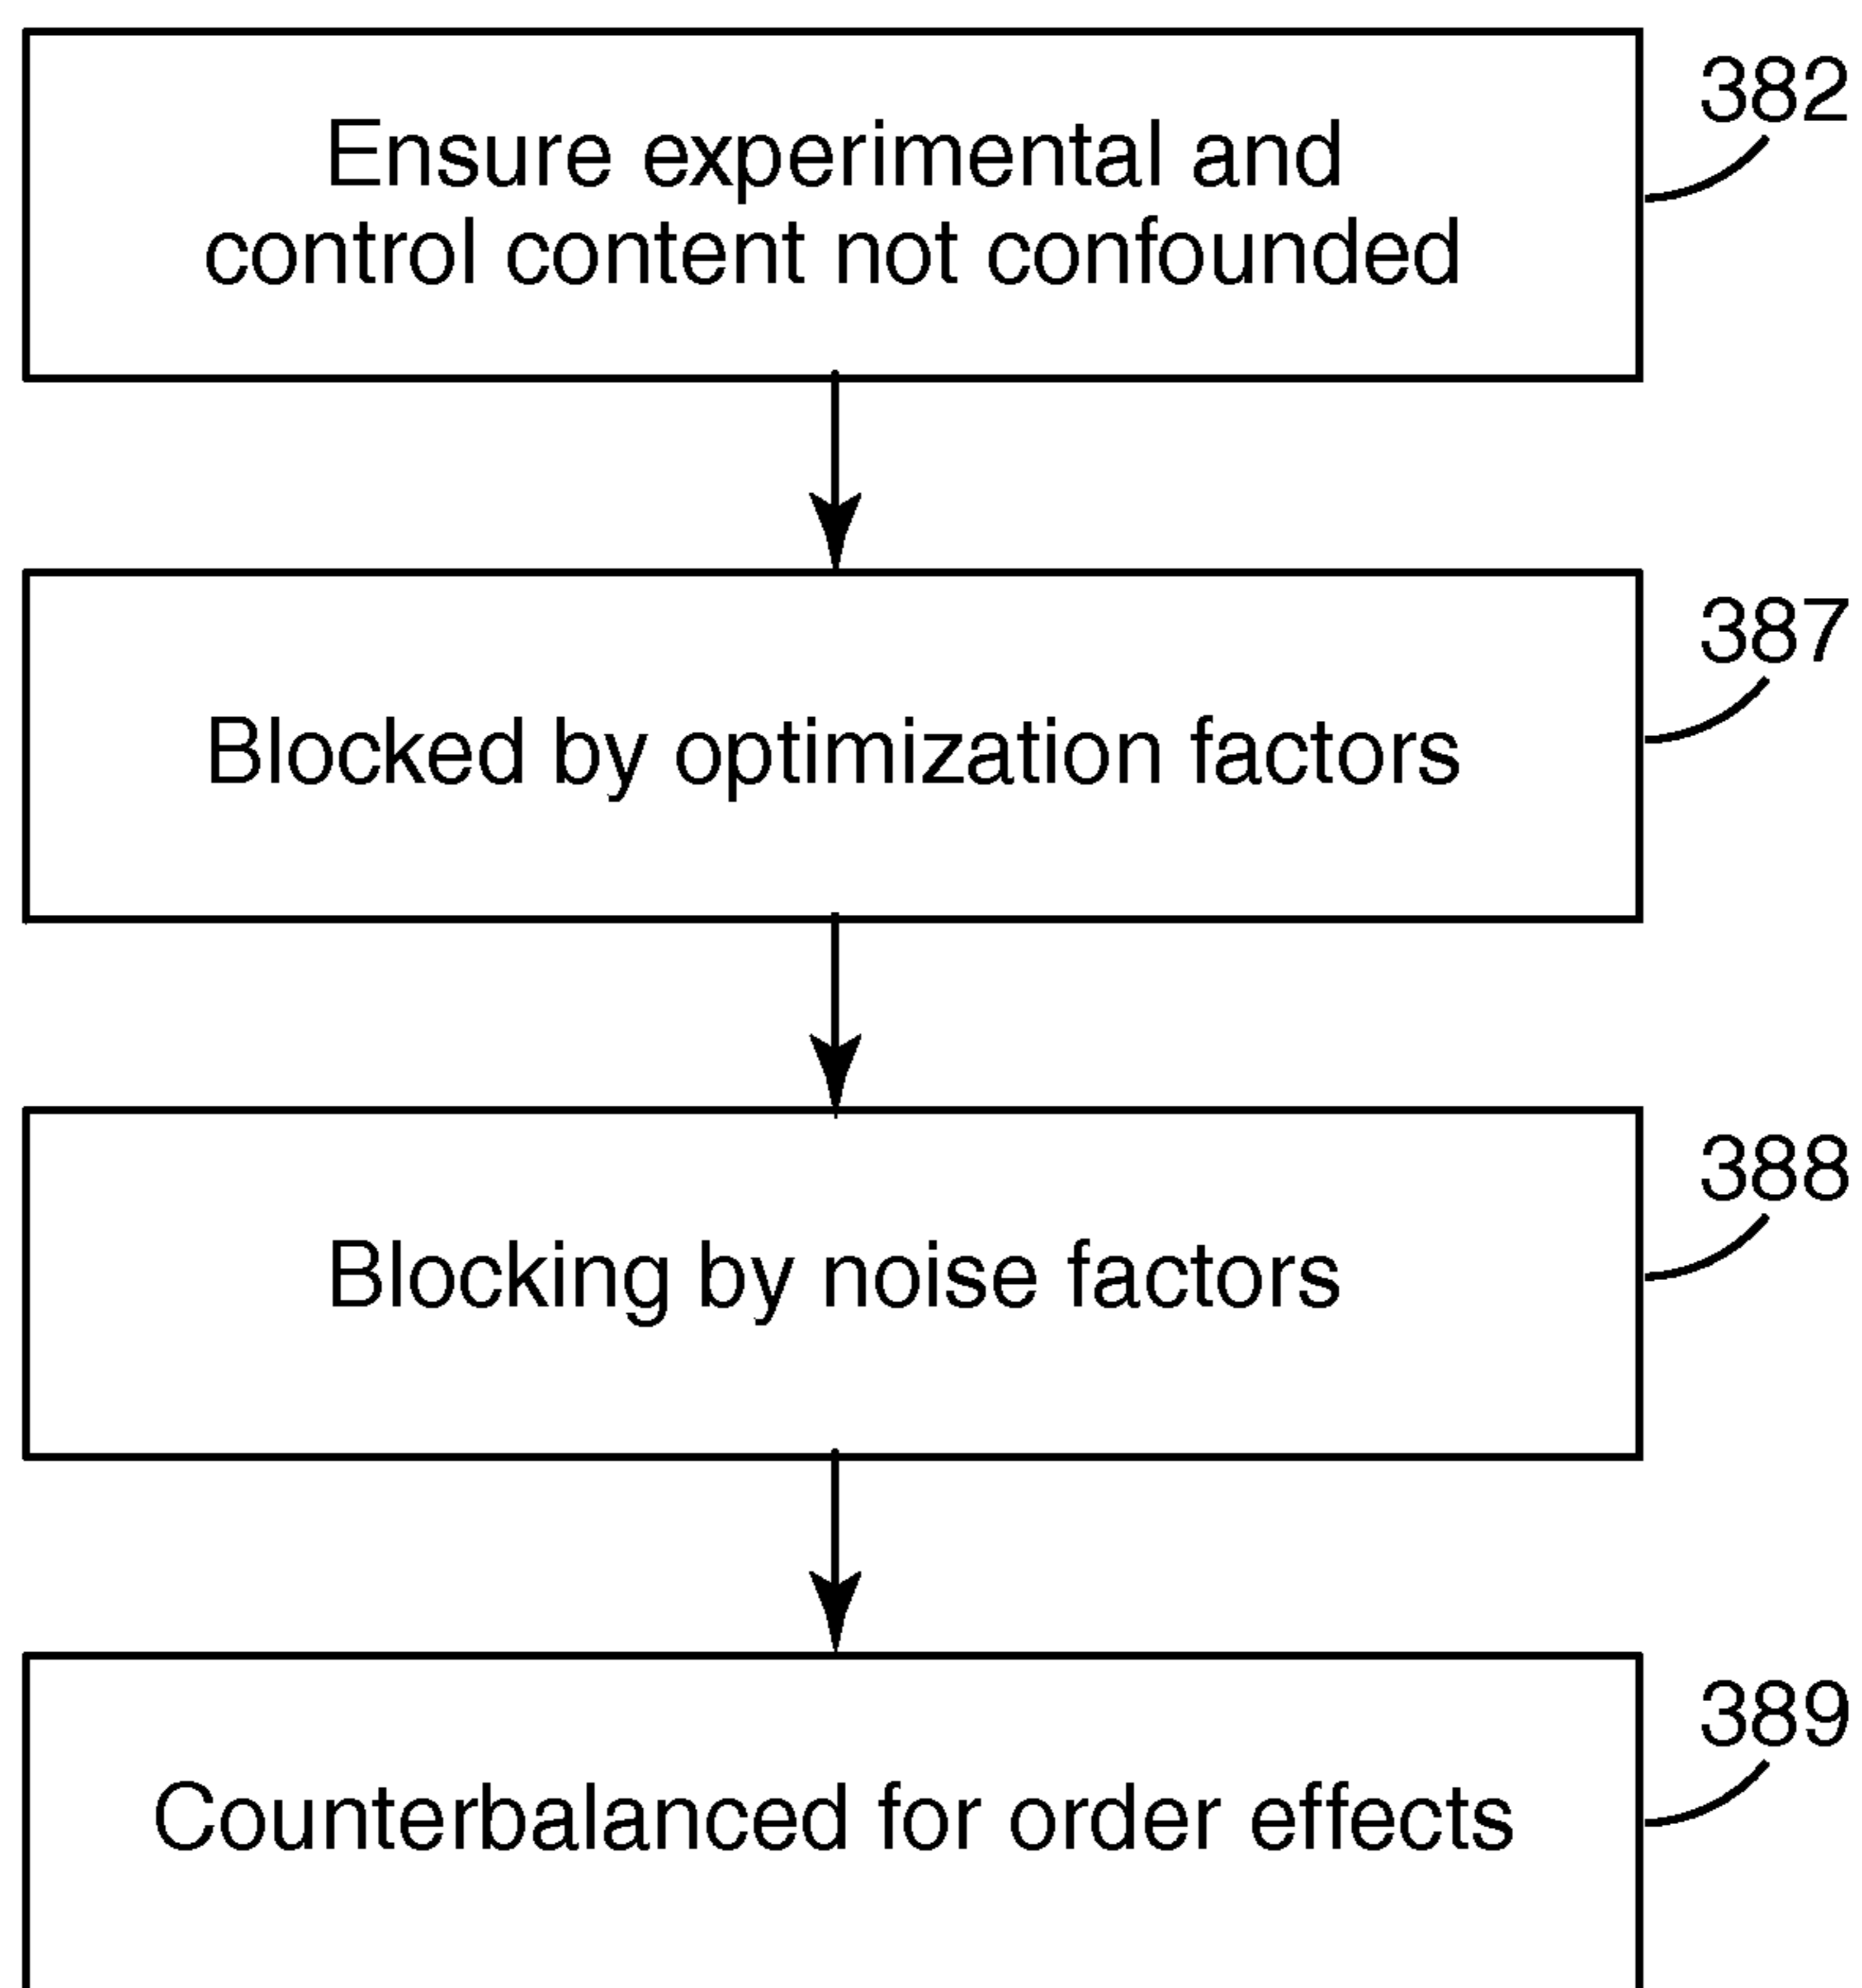 382
Ensure experimental and
control content not confounded
387
Blocked by optimization factors
388
Blocking by noise factors
389
Counterbalanced for order effects